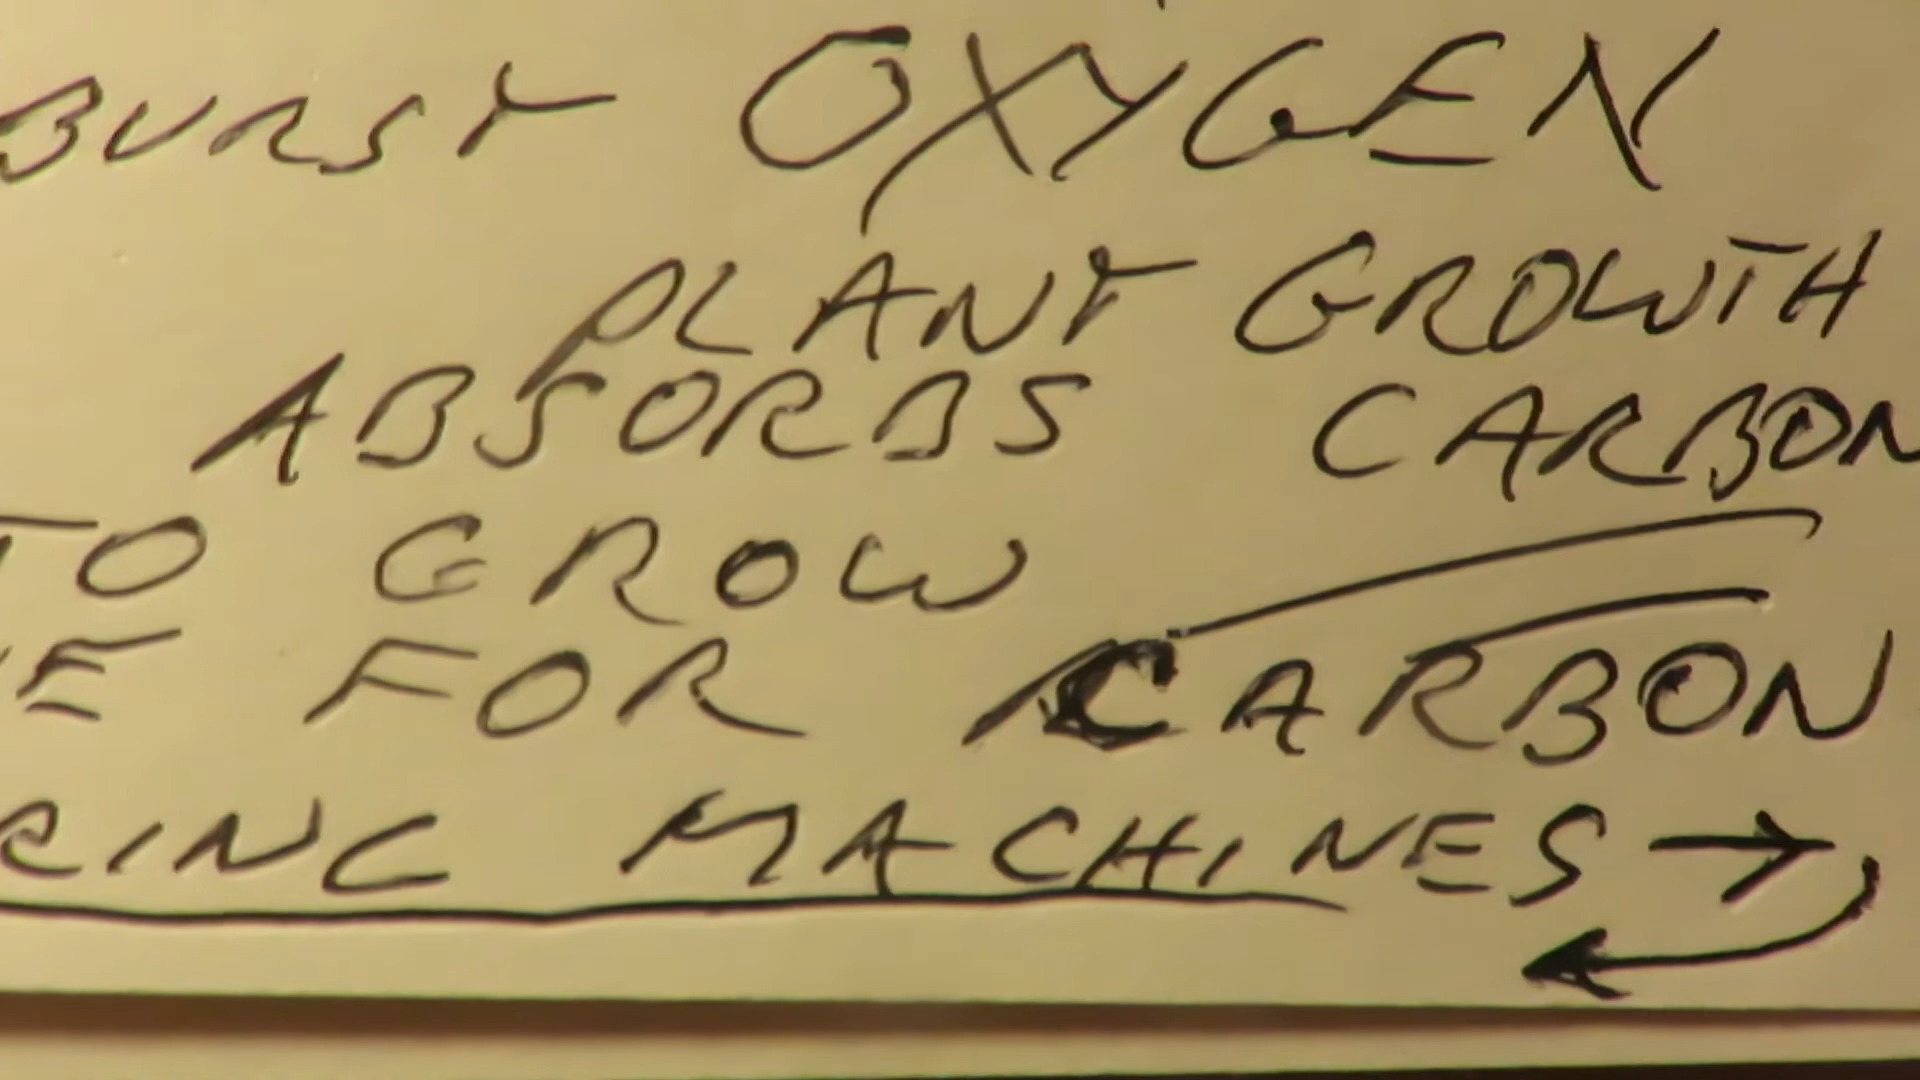 BURST OXYGEN
PLANT GROWTH
ABSORBS CARBON
TO GROW
FOR CARBON
MACHINES →